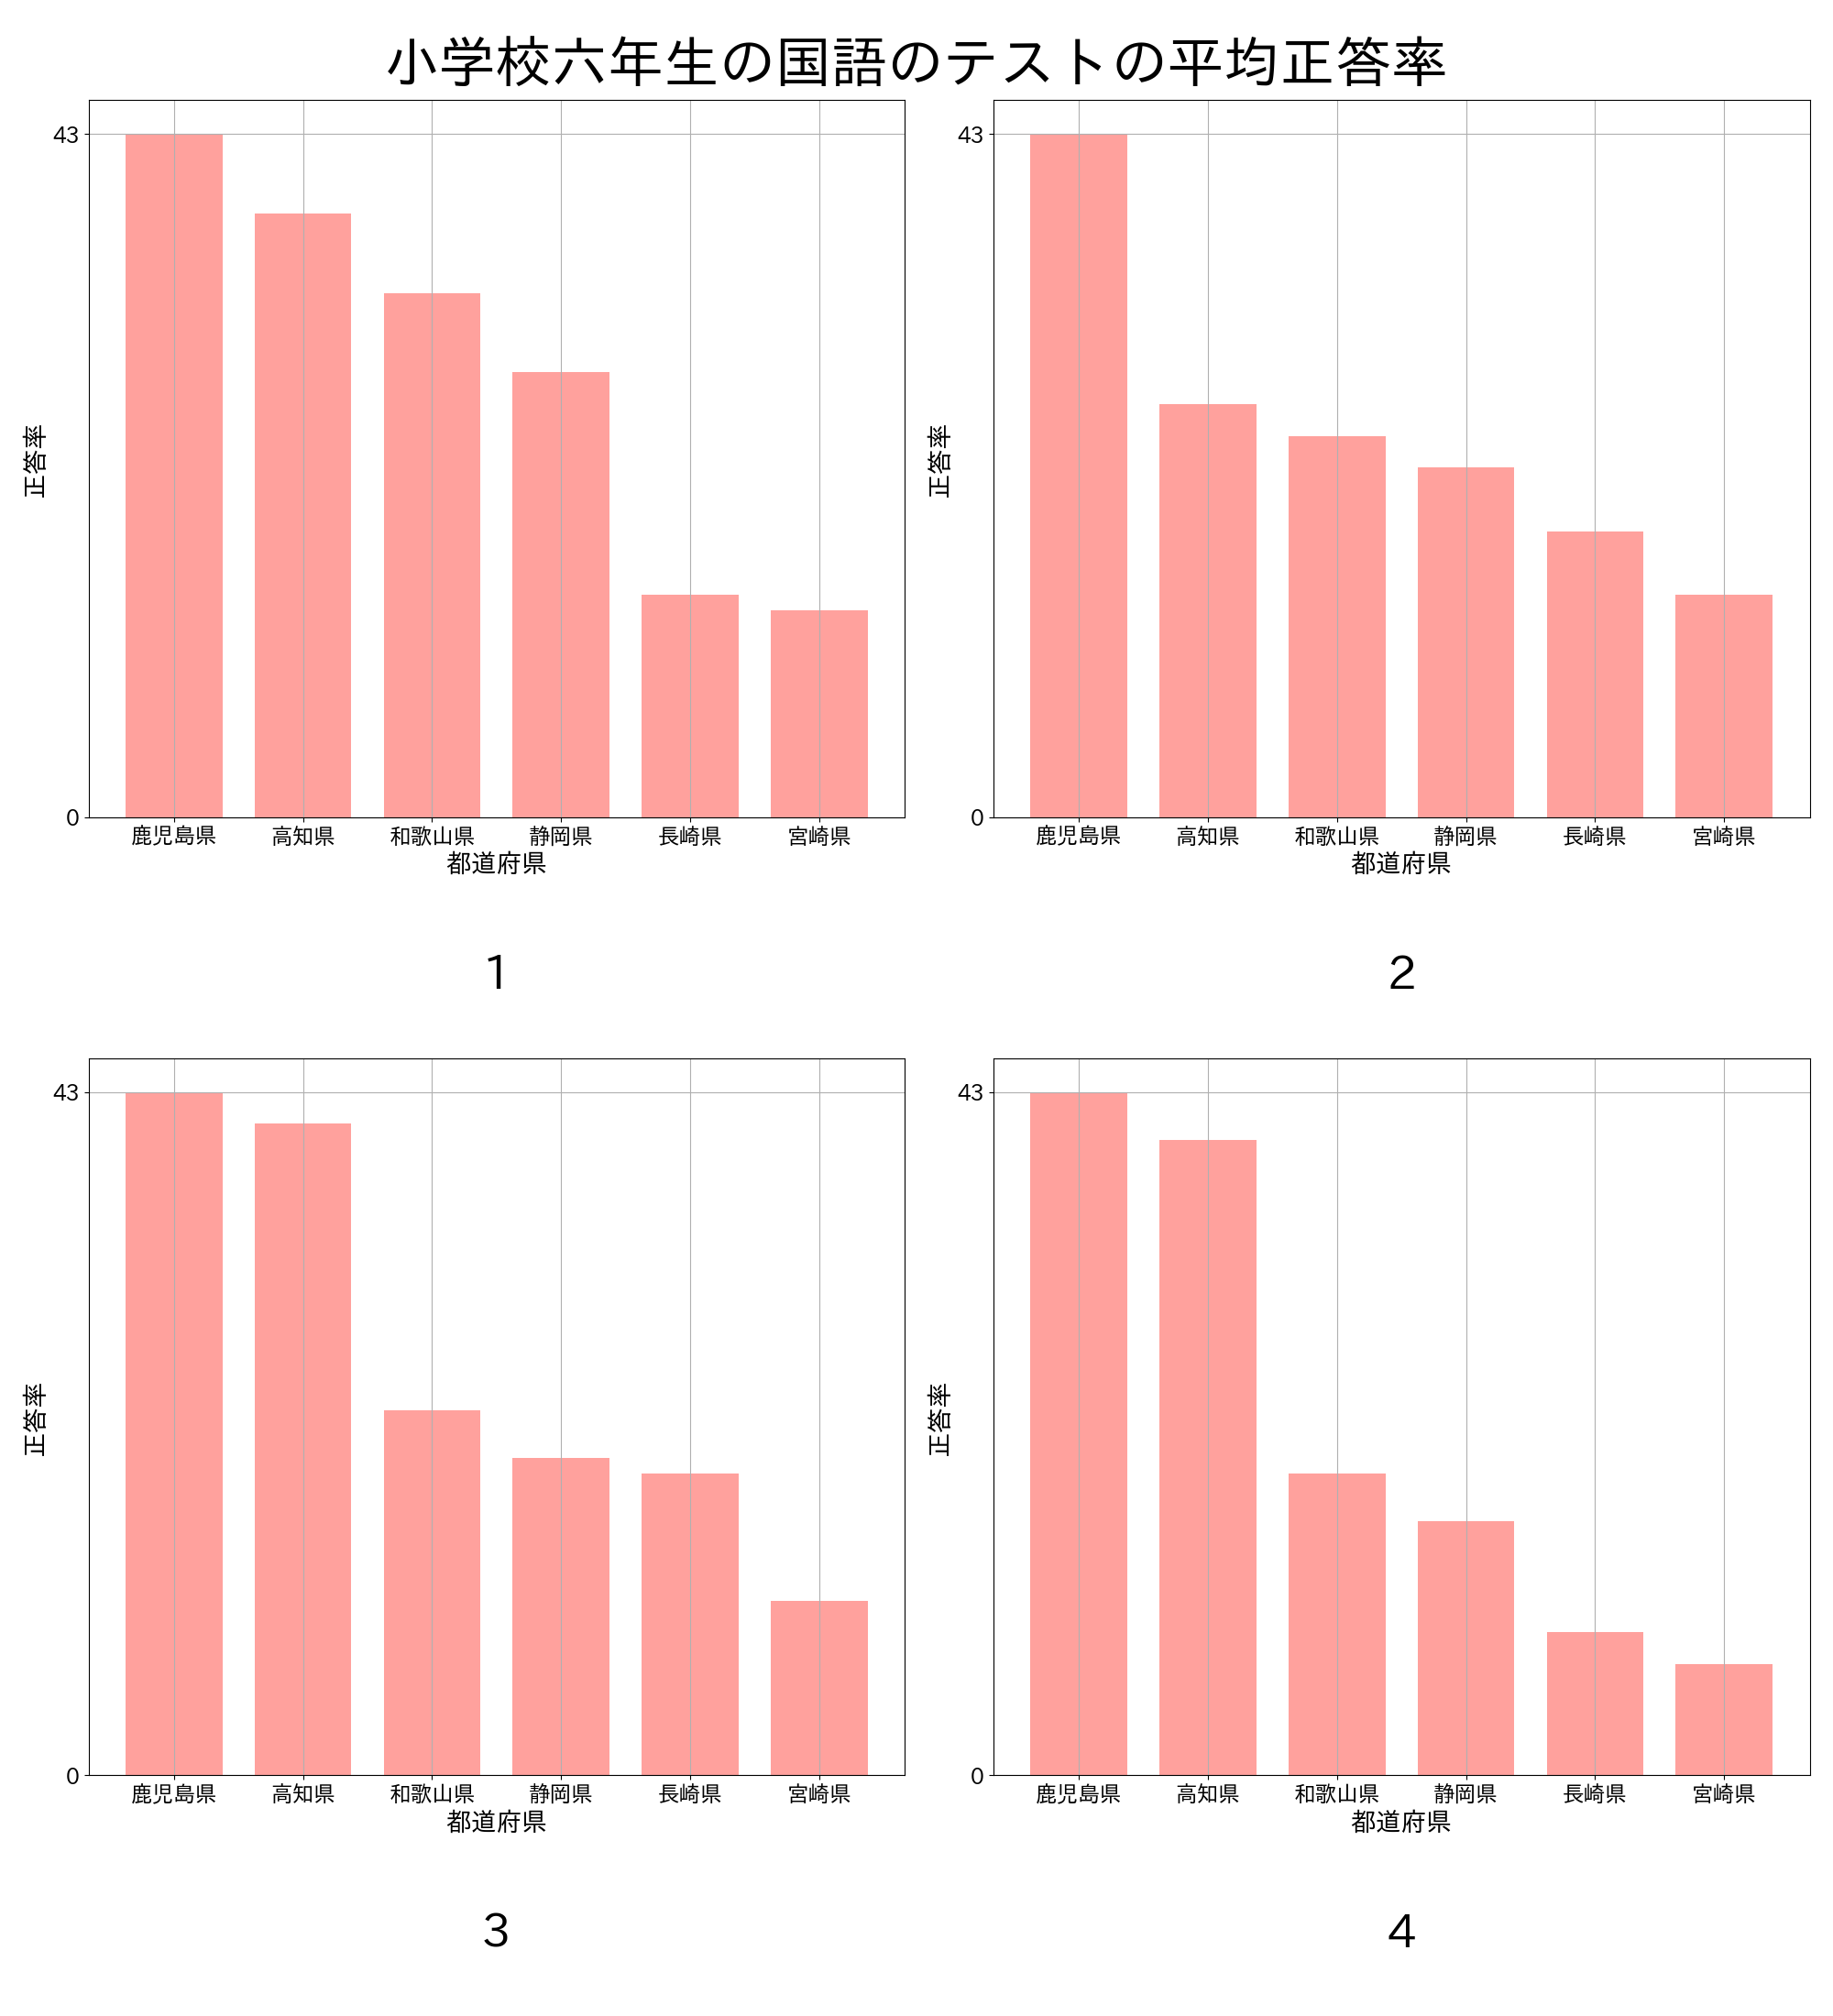 小学校六年生の国語のテストの平均正答率
43
0
正答率
鹿児島県 高知県 和歌山県 静岡県 長崎県 宮崎県
都道府県
1
43
0
正答率
鹿児島県 高知県 和歌山県 静岡県 長崎県 宮崎県
都道府県
2
43
0
正答率
鹿児島県 高知県 和歌山県 静岡県 長崎県 宮崎県
都道府県
3
43
0
正答率
鹿児島県 高知県 和歌山県 静岡県 長崎県 宮崎県
都道府県
4